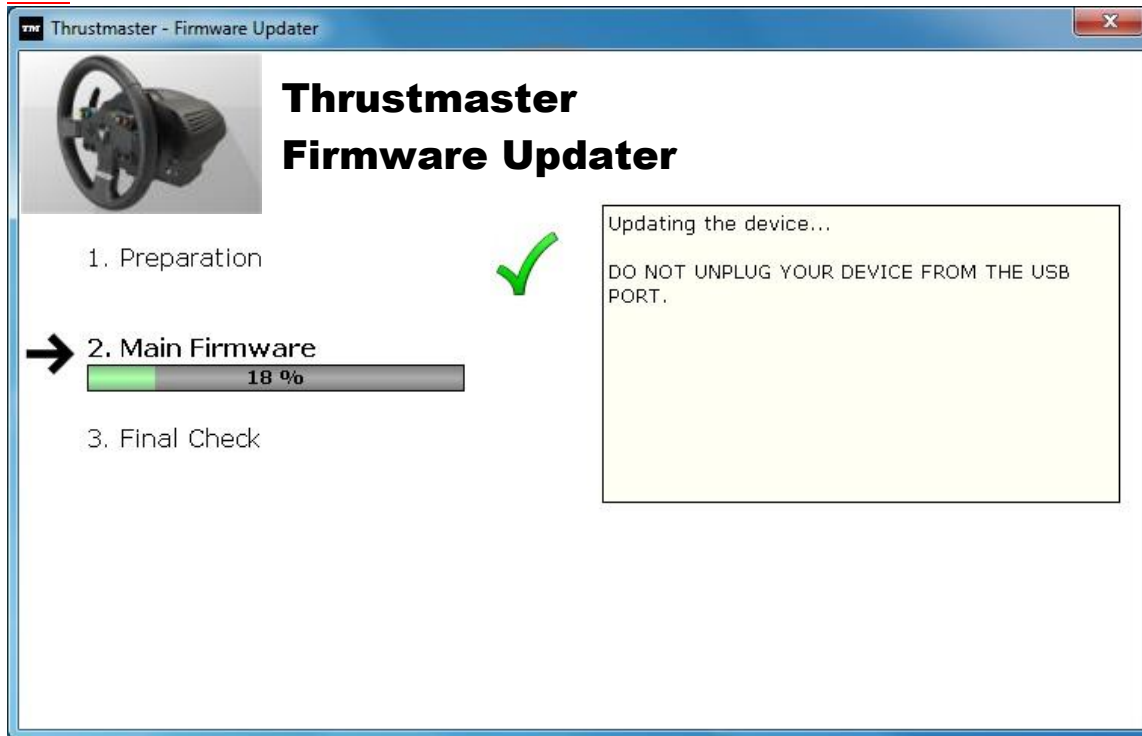 TM Thrustmaster - Firmware Updater
Thrustmaster
Firmware Updater
1. Preparation
2. Main Firmware
18 %
3. Final Check
Updating the device...
DO NOT UNPLUG YOUR DEVICE FROM THE USB
PORT.